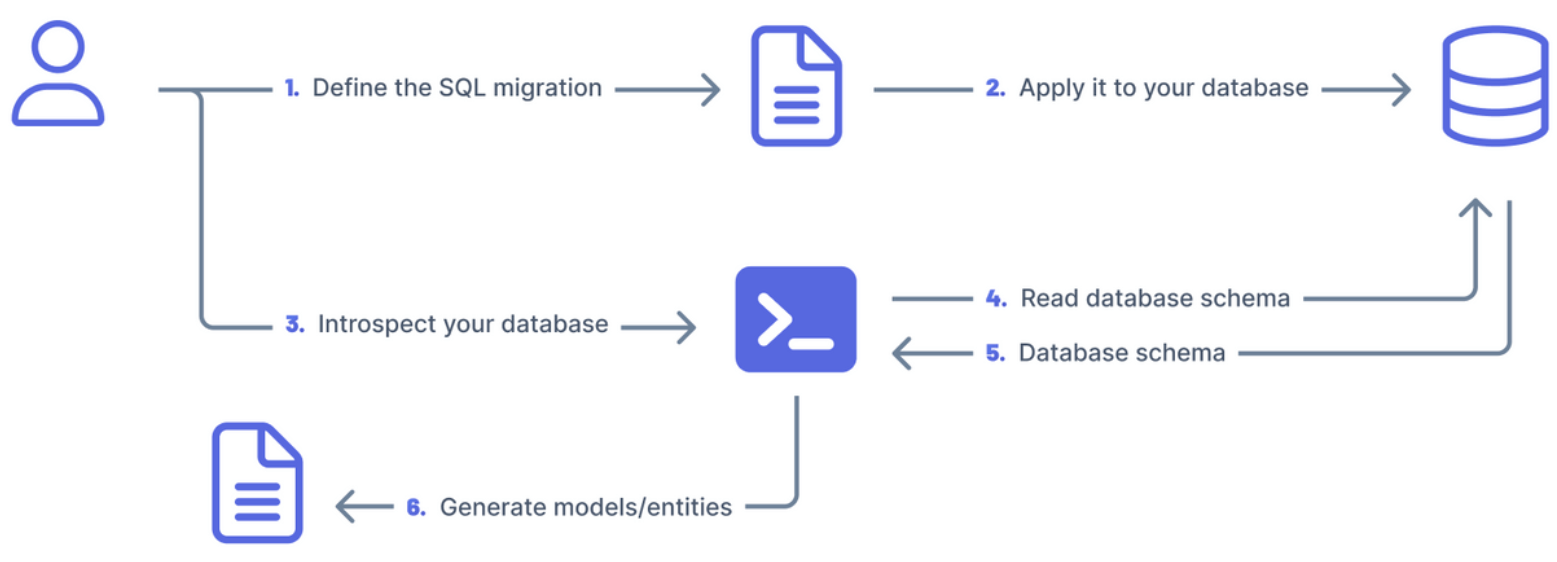 1. Define the SQL migration
2. Apply it to your database
3. Introspect your database
4. Read database schema
5. Database schema
6. Generate models/entities